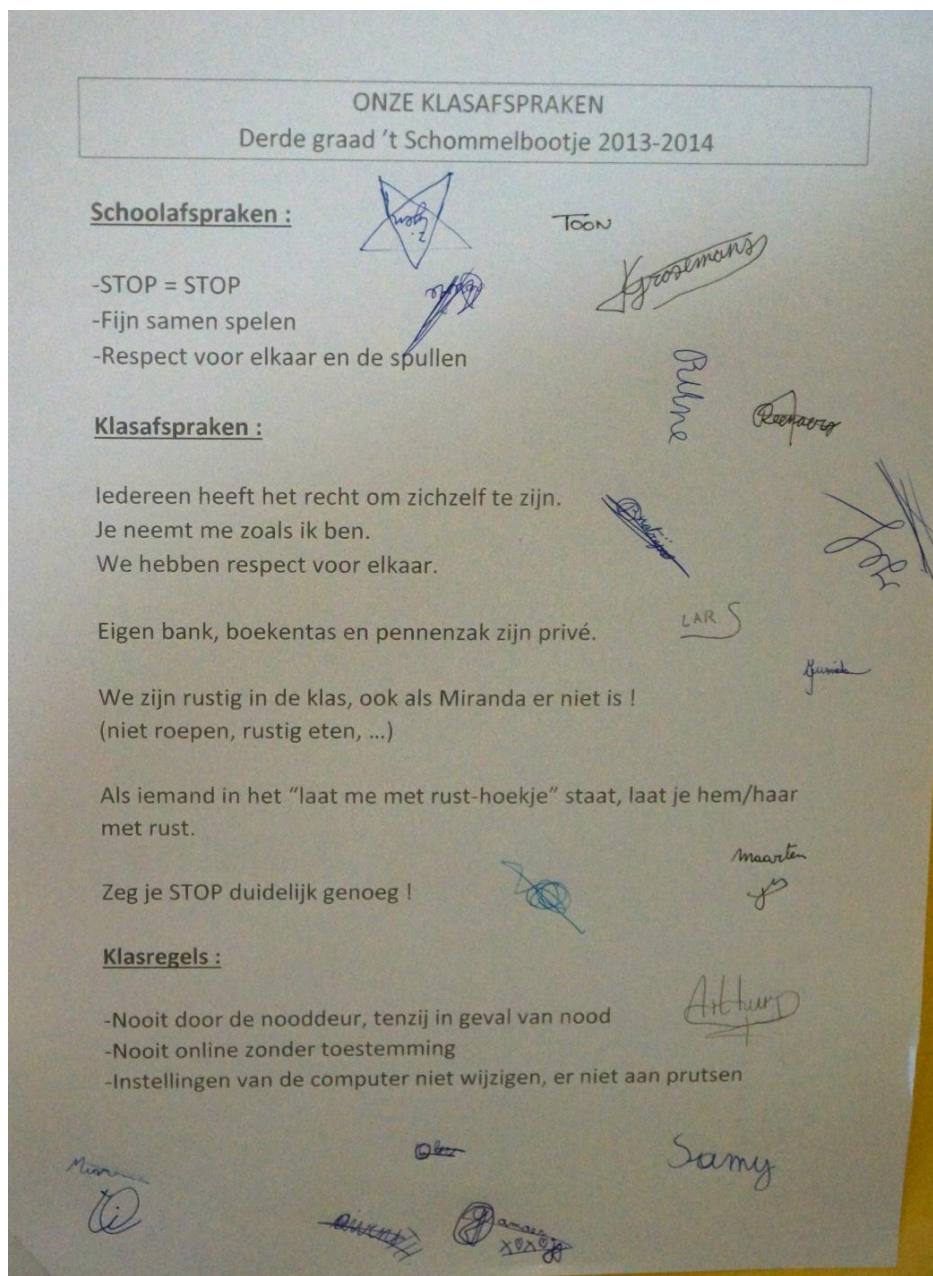 ONZE KLASAFSPRAKEN
Derde graad 't Schommelbootje 2013-2014
Schoolafspraken :
TOON
Grosemans
-STOP = STOP
-Fijn samen spelen
-Respect voor elkaar en de spullen
Rune
Klasafspraken :
Iedereen heeft het recht om zichzelf te zijn.
Je neemt me zoals ik ben.
We hebben respect voor elkaar.
LARS
Eigen bank, boekentas en pennenzak zijn privé.
We zijn rustig in de klas, ook als Miranda er niet is !
(niet roepen, rustig eten, ...)
Als iemand in het “laat me met rust-hoekje” staat, laat je hem/haar
met rust.
Maarten
Zeg je STOP duidelijk genoeg !
Klasregels :
Arthur
-Nooit door de nooddeur, tenzij in geval van nood
-Nooit online zonder toestemming
-Instellingen van de computer niet wijzigen, er niet aan prutsen
Samy